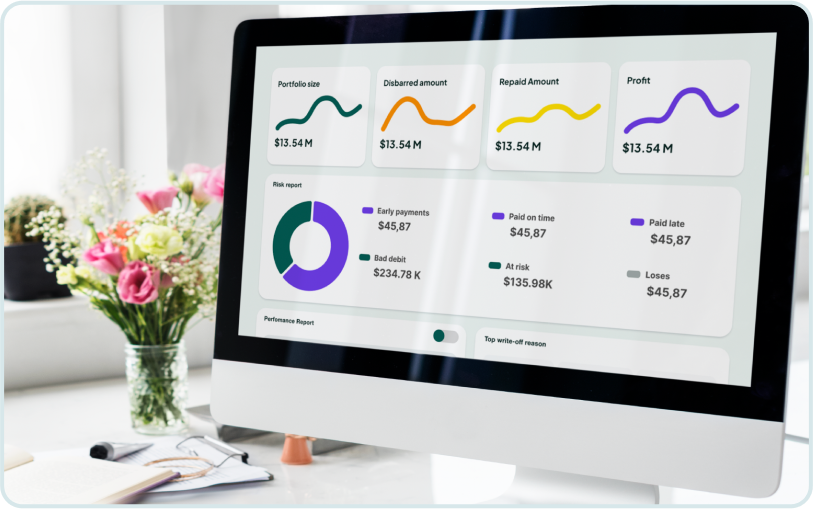 Portfolio size
$13.54 M
Disbarred amount
$13.54 M
Repaid Amount
$13.54 M
Profit
$13.54 M
Risk report
Early payments
$45,87
Paid on time
$45,87
Paid late
$45,87
Bad debit
$234.78 K
At risk
$135.98K
Loses
$45,87
Perfomance Report
Top write-off reason